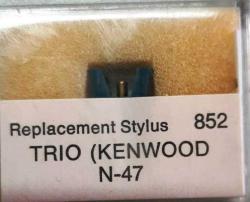 Replacement Stylus 852
TRIO (KENWOOD
N-47